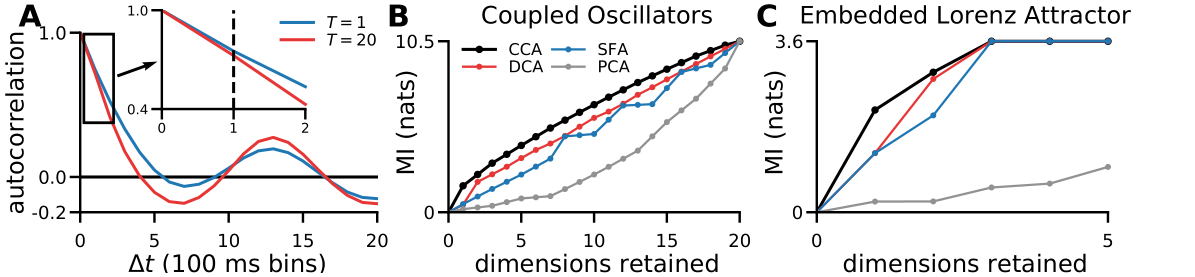 A
1.0
0.0
-0.2
autocorrelation
0
5
10
15
20
Δt (100 ms bins)
1.0
0.4
0
1
2
T = 1
T = 20
B
Coupled Oscillators
10.5
0
MI (nats)
CCA
DCA
SFA
PCA
0
5
10
15
20
dimensions retained
C
Embedded Lorenz Attractor
3.6
0
MI (nats)
0
5
dimensions retained